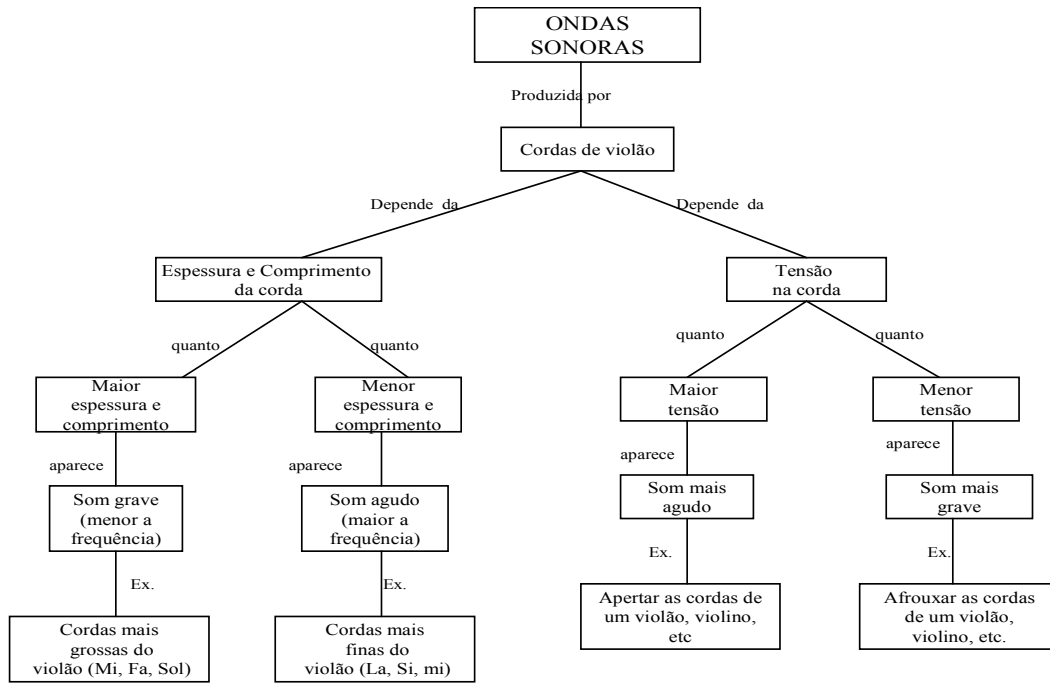 ONDAS
SONORAS
Produzida por
Cordas de violão
Depende da
Depende da
Espessura e Comprimento
da corda
Tensão
na corda
quanto
quanto
quanto
quanto
Maior
espessura e
comprimento
Menor
espessura e
comprimento
Maior
tensão
Menor
tensão
aparece
aparece
aparece
aparece
Som grave
(menor a
frequência)
Som agudo
(maior a
frequência)
Som mais
agudo
Som mais
grave
Ex.
Ex.
Ex.
Ex.
Cordas mais
grossas do
violão (Mi, Fa, Sol)
Cordas mais
finas do
violão (La, Si, mi)
Apertar as cordas de
um violão, violino,
etc
Afrouxar as cordas
de um violão,
violino, etc.